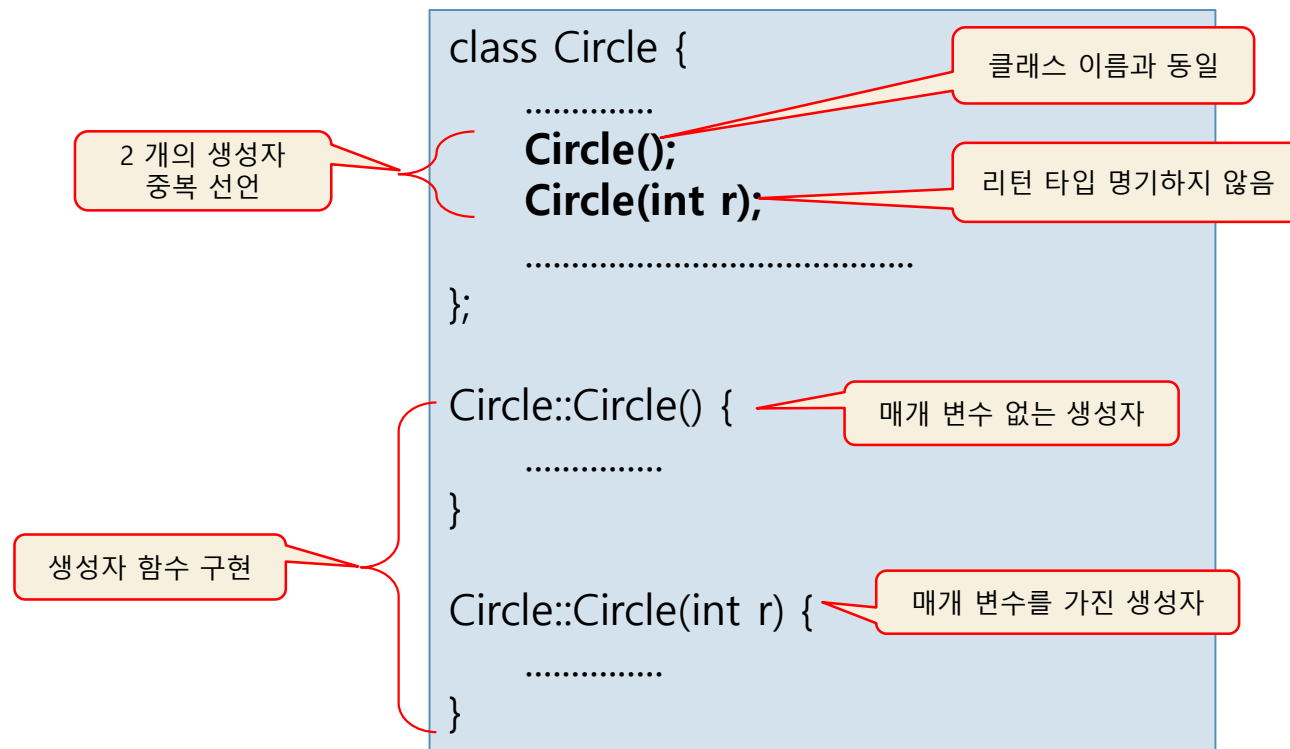 class Circle {
클래스 이름과 동일
..............
2 개의 생성자
중복 선언
Circle();
Circle(int r);
리턴 타입 명기하지 않음
..........................................
};
Circle::Circle() {
매개 변수 없는 생성자
...............
}
생성자 함수 구현
Circle::Circle(int r) {
매개 변수를 가진 생성자
...............
}